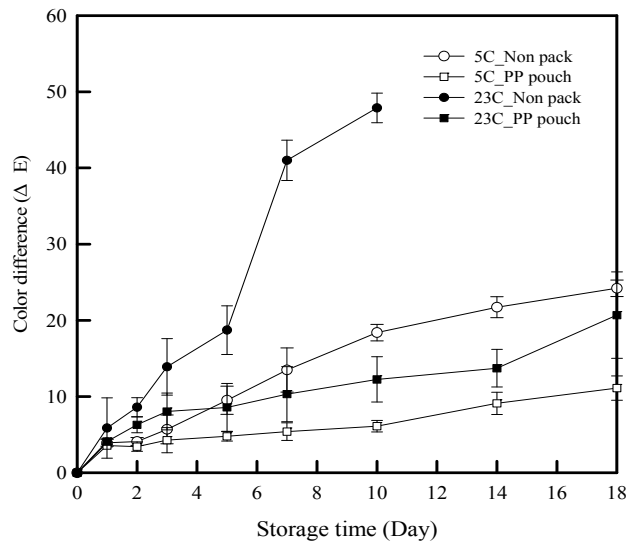 60
50
40
30
20
10
0
0 2 4 6 8 10 12 14 16 18
Color difference (Δ E)
Storage time (Day)
5C_Non pack
5C_PP pouch
23C_Non pack
23C_PP pouch